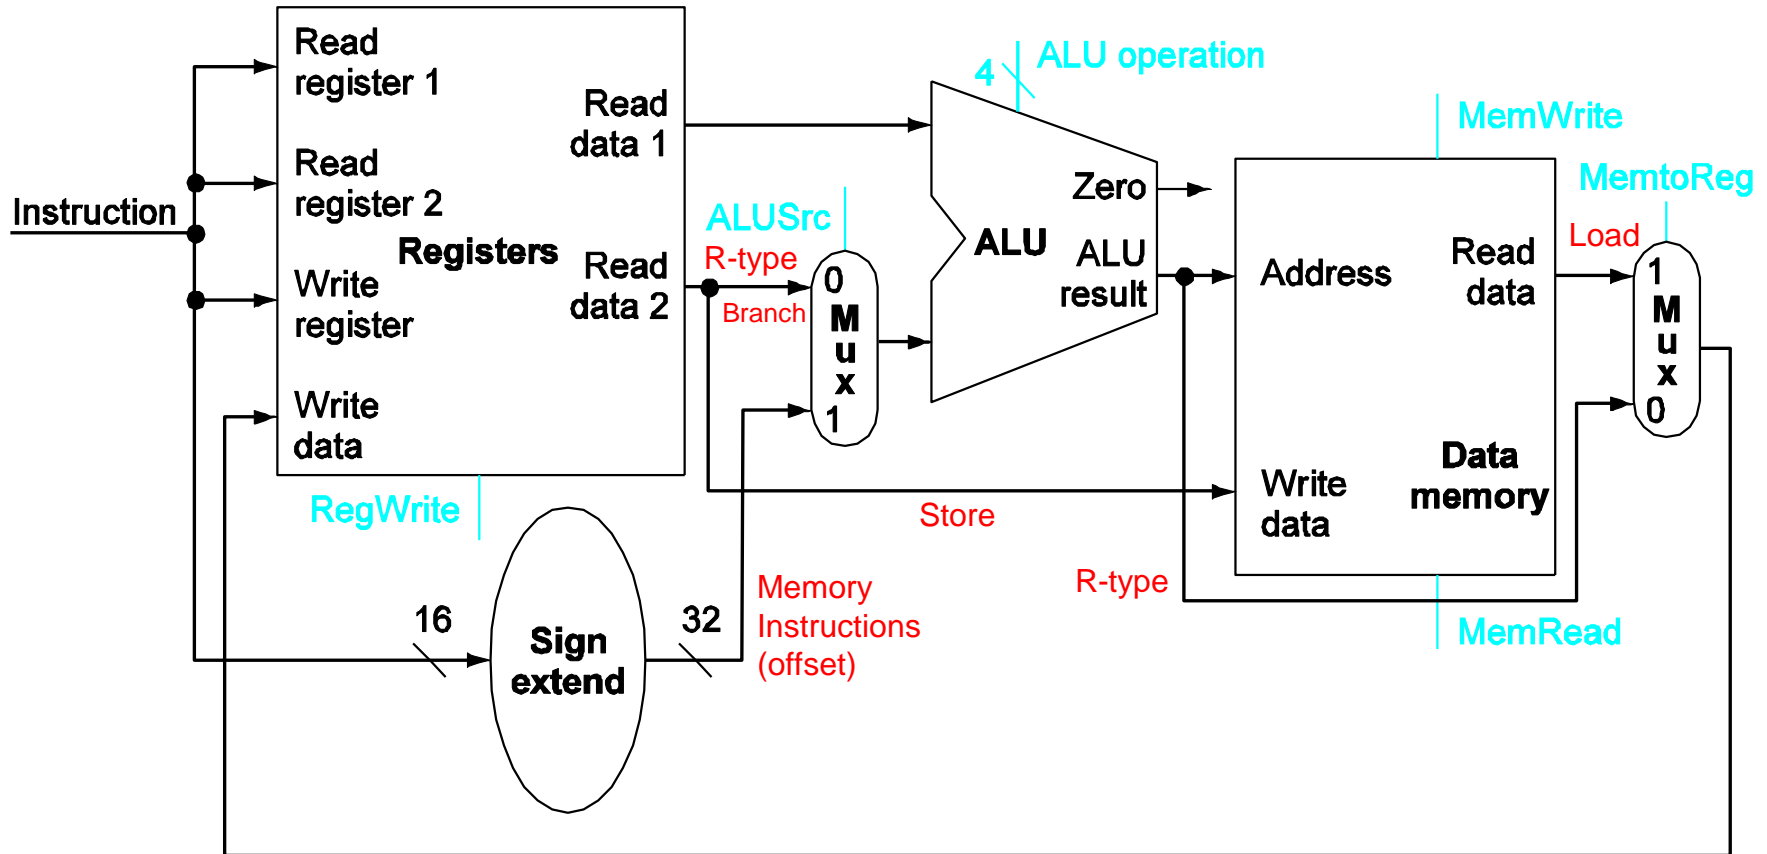 Instruction
Read
register 1
Read
register 2
Registers
Write
register
Write
data
Read
data 1
Read
data 2
RegWrite
16
Sign
extend
32
Memory
Instructions
(offset)
ALUSrc
R-type
Branch
0
M
u
x
1
4
ALU operation
Zero
ALU
ALU
result
Store
R-type
MemWrite
Address
Read
data
Write
data
Data
memory
MemRead
MemtoReg
Load
1
M
u
x
0